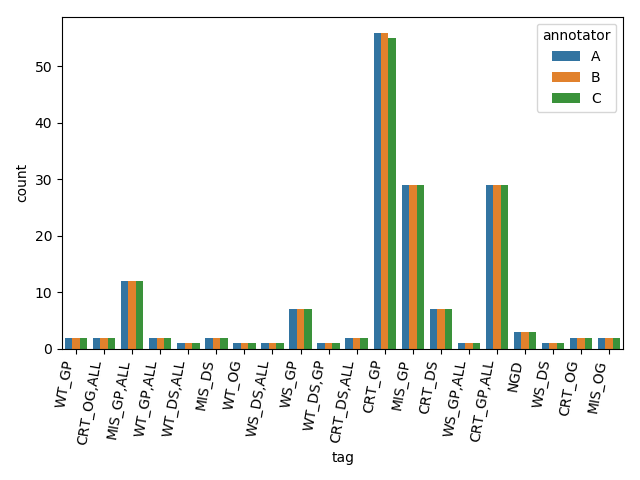 annotator
A
B
C
count
50
40
30
20
10
0
WT_GP
CRT_OG,ALL
MIS_GP,ALL
WT_GP,ALL
WT_DS,ALL
MIS_DS
WT_OG
WS_DS,ALL
WS_GP
WT_DS,GP
CRT_DS,ALL
CRT_GP
MIS_GP
CRT_DS
WS_GP,ALL
CRT_GP,ALL
NGD
WS_DS
CRT_OG
MIS_OG
tag